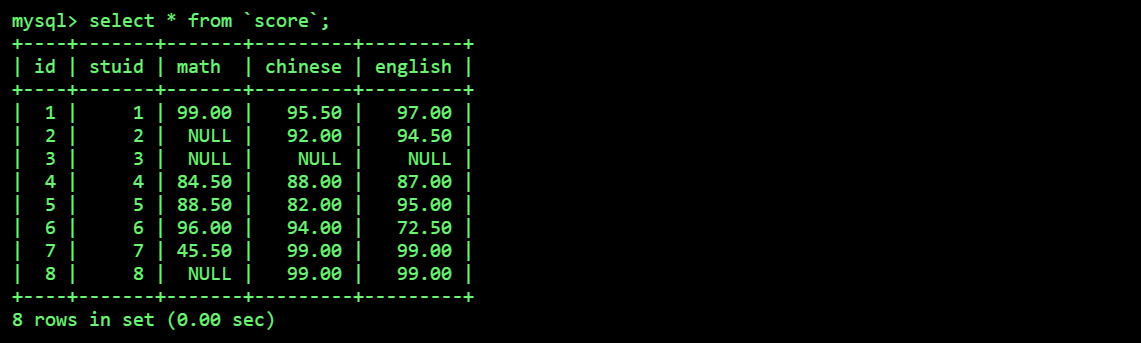 mysql> select * from `score`;
+----+-------+-------+---------+---------+
| id | stuid | math  | chinese | english |
+----+-------+-------+---------+---------+
|  1 |     1 | 99.00 |   95.50 |   97.00 |
|  2 |     2 |  NULL |   92.00 |   94.50 |
|  3 |     3 |  NULL |    NULL |    NULL |
|  4 |     4 | 84.50 |   88.00 |   87.00 |
|  5 |     5 | 88.50 |   82.00 |   95.00 |
|  6 |     6 | 96.00 |   94.00 |   72.50 |
|  7 |     7 | 45.50 |   99.00 |   99.00 |
|  8 |     8 |  NULL |   99.00 |   99.00 |
+----+-------+-------+---------+---------+
8 rows in set (0.00 sec)